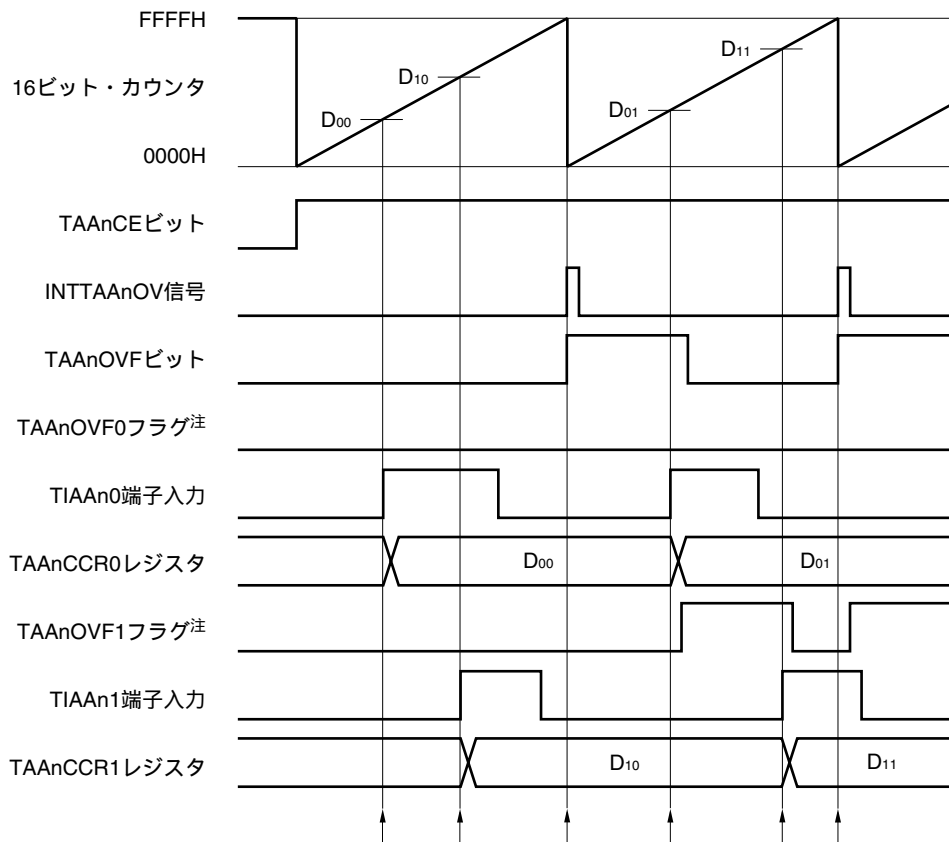 FFFFH
D11
D10
16ビット・カウンタ
D01
D00
0000H
TAAnCEビット
INTTAAnOV信号
TAAnOVFビット
TAAnOVF0フラグ注
TIAAn0端子入力
TAAnCCR0レジスタ
D00
D01
TAAnOVF1フラグ注
TIAAn1端子入力
TAAnCCR1レジスタ
D10
D11